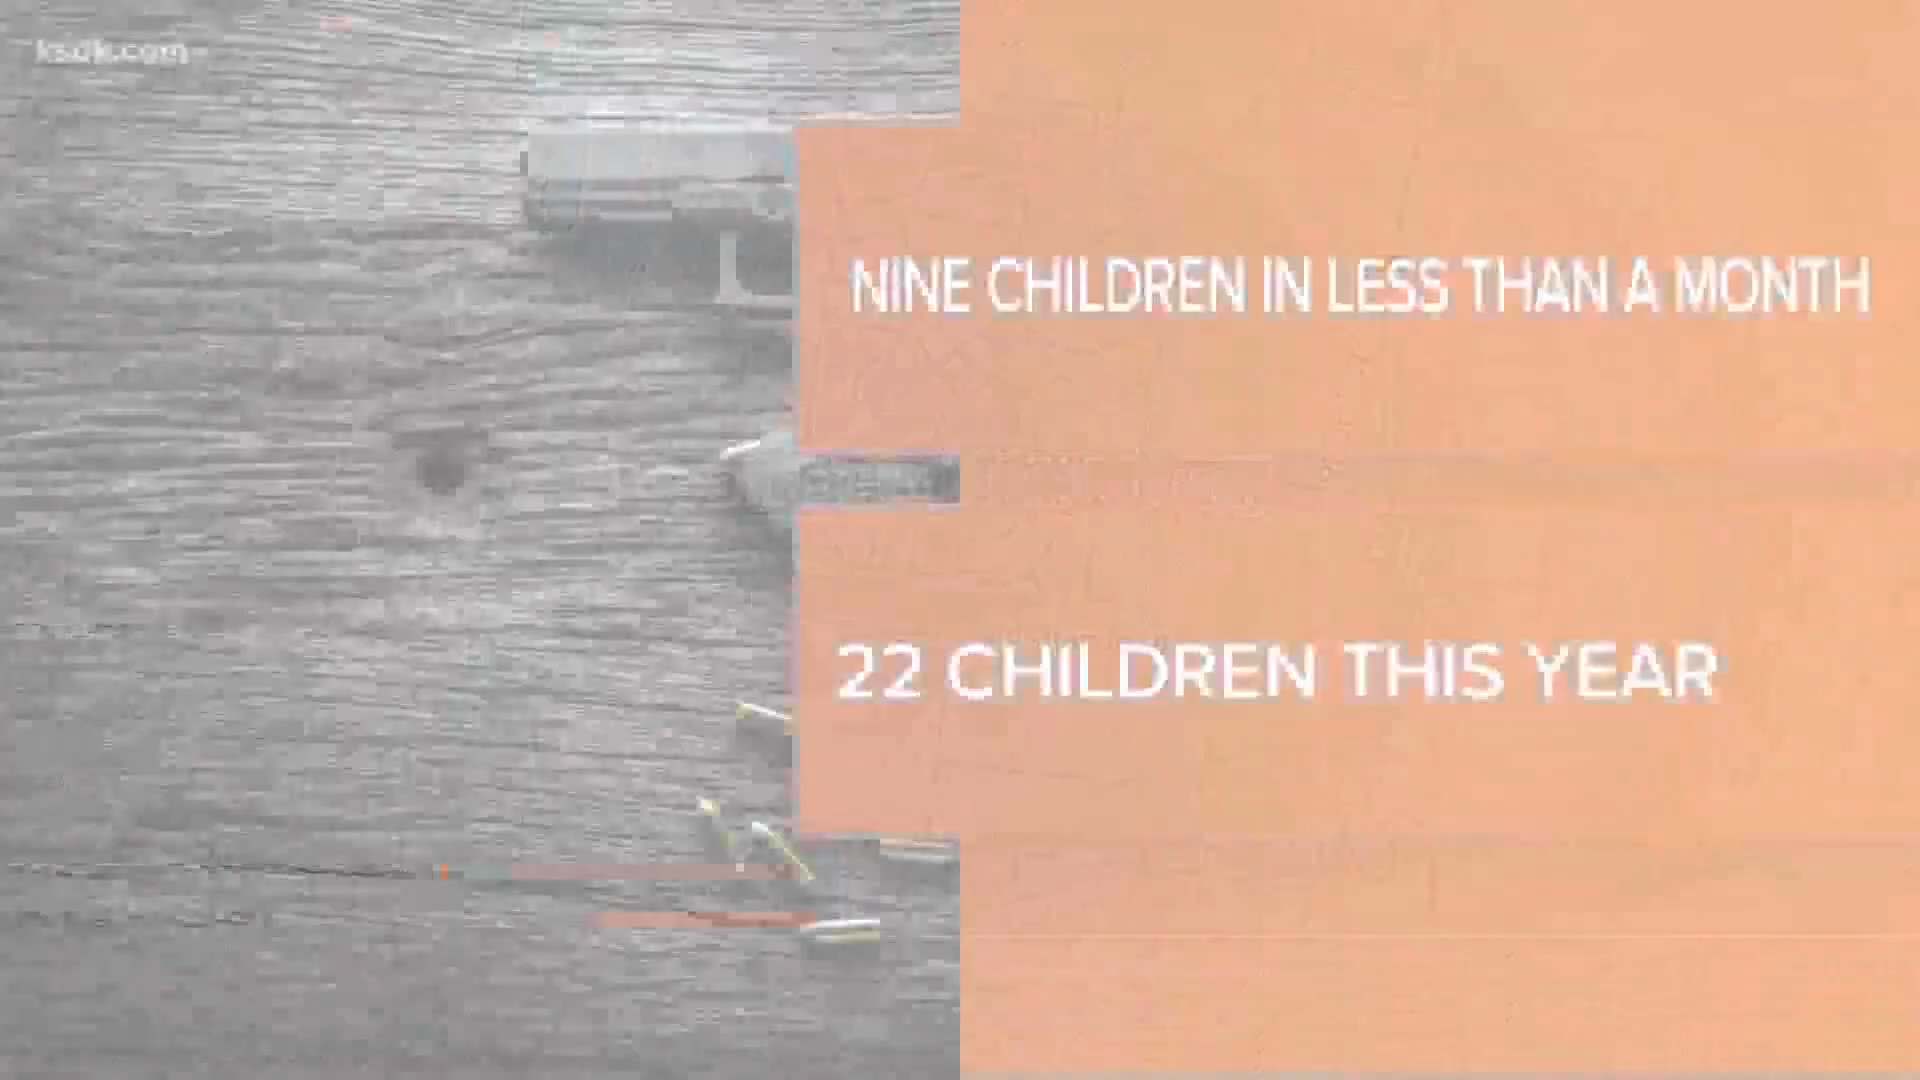 ksdk.com
NINE CHILDREN IN LESS THAN A MONTH
22 CHILDREN THIS YEAR